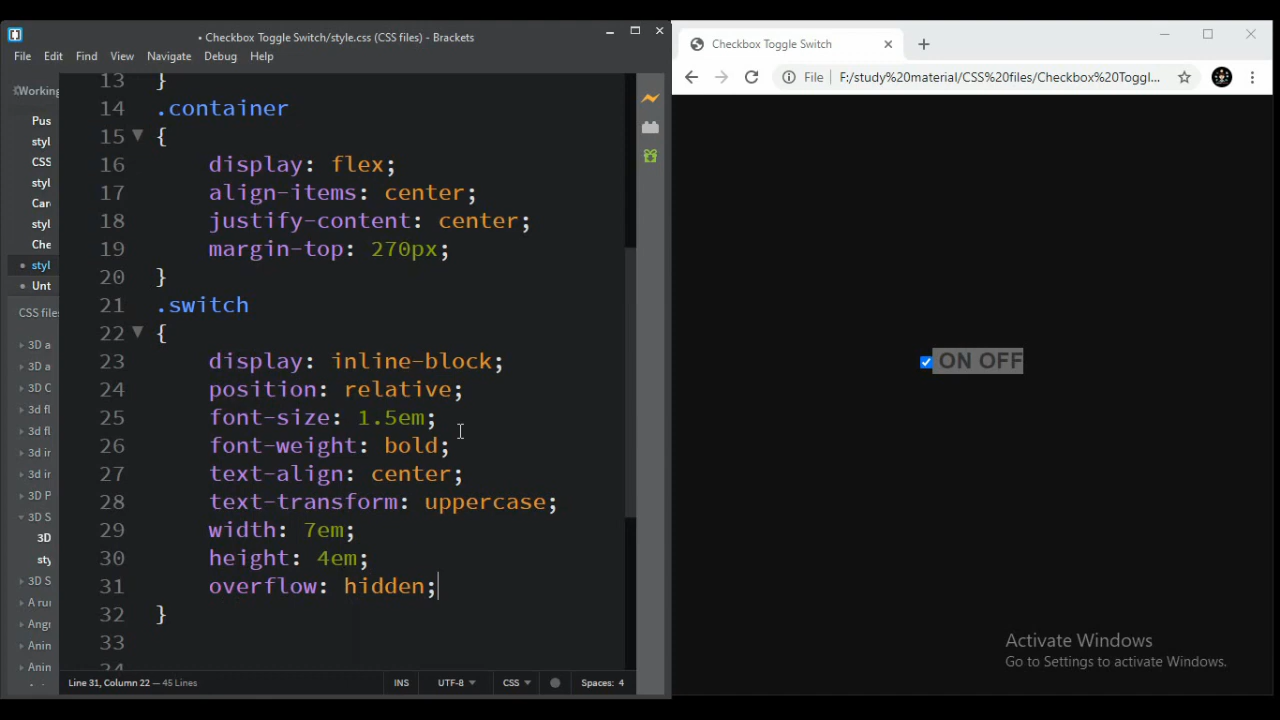 • Checkbox Toggle Switch/style.css (CSS files) - Brackets
File Edit Find View Navigate Debug Help
Working
Pus
styl
CSS
styl
Car
styl
Che
• styl
• Unt
CSS file
3D a
3D a
3D C
3d fl
3d fl
3d ir
3d ir
3D P
3D S
3D
sty
3D S
A ru
Angr
Anin
Anin
13 }
14 .container
15 {
16 display: flex;
17 align-items: center;
18 justify-content: center;
19 margin-top: 270px;
20 }
21 .switch
22 {
23 display: inline-block;
24 position: relative;
25 font-size: 1.5em;
26 font-weight: bold;
27 text-align: center;
28 text-transform: uppercase;
29 width: 7em;
30 height: 4em;
31 overflow: hidden;
32 }
33
34
Line 31, Column 22 — 45 Lines
INS UTF-8 CSS Spaces: 4
Checkbox Toggle Switch
File F:/study%20material/CSS%20files/Checkbox%20Toggl...
ON OFF
Activate Windows
Go to Settings to activate Windows.